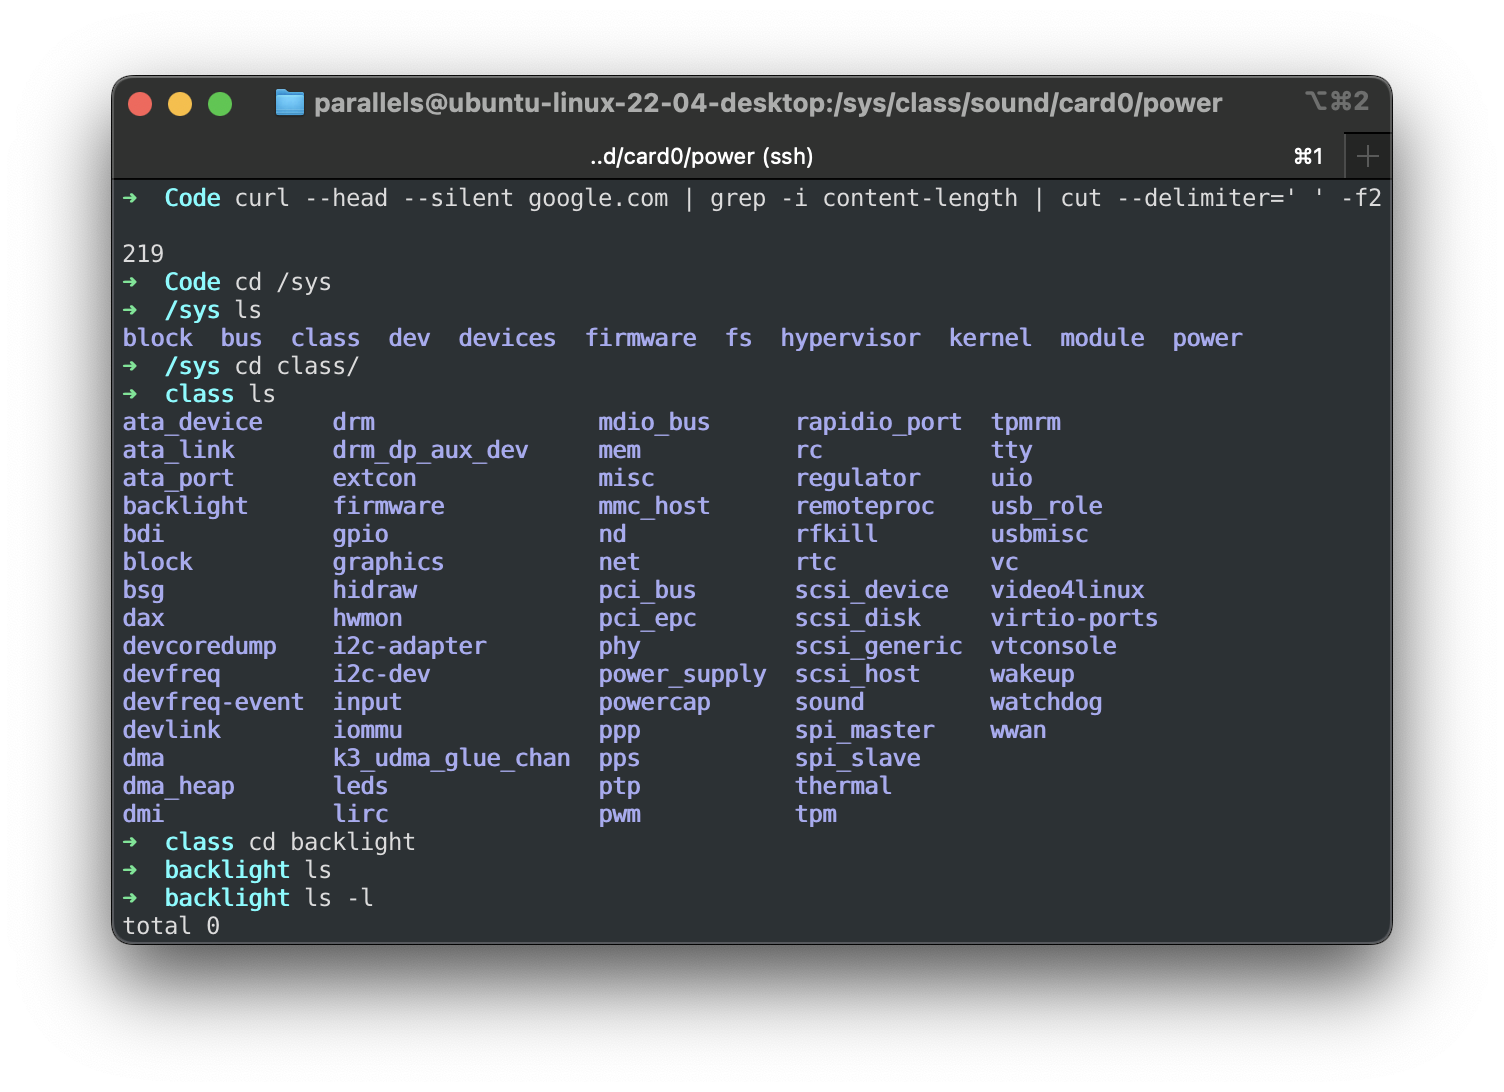 parallels@ubuntu-linux-22-04-desktop:/sys/class/sound/card0/power ⌥⌘2
..d/card0/power (ssh) ⌘1 +
➜ Code curl --head --silent google.com | grep -i content-length | cut --delimiter=' ' -f2
219
➜ Code cd /sys
➜ /sys ls
block bus class dev devices firmware fs hypervisor kernel module power
➜ /sys cd class/
➜ class ls
ata_device drm mdio_bus rapidio_port tpmrm
ata_link drm_dp_aux_dev mem rc tty
ata_port extcon misc regulator uio
backlight firmware mmc_host remoteproc usb_role
bdi gpio nd rfkill usbmisc
block graphics net rtc vc
bsg hidraw pci_bus scsi_device video4linux
dax hwmon pci_epc scsi_disk virtio-ports
devcoredump i2c-adapter phy scsi_generic vtconsole
devfreq i2c-dev power_supply scsi_host wakeup
devfreq-event input powercap sound watchdog
devlink iommu ppp spi_master wwan
dma k3_udma_glue_chan pps spi_slave
dma_heap leds ptp thermal
dmi lirc pwm tpm
➜ class cd backlight
➜ backlight ls
➜ backlight ls -l
total 0